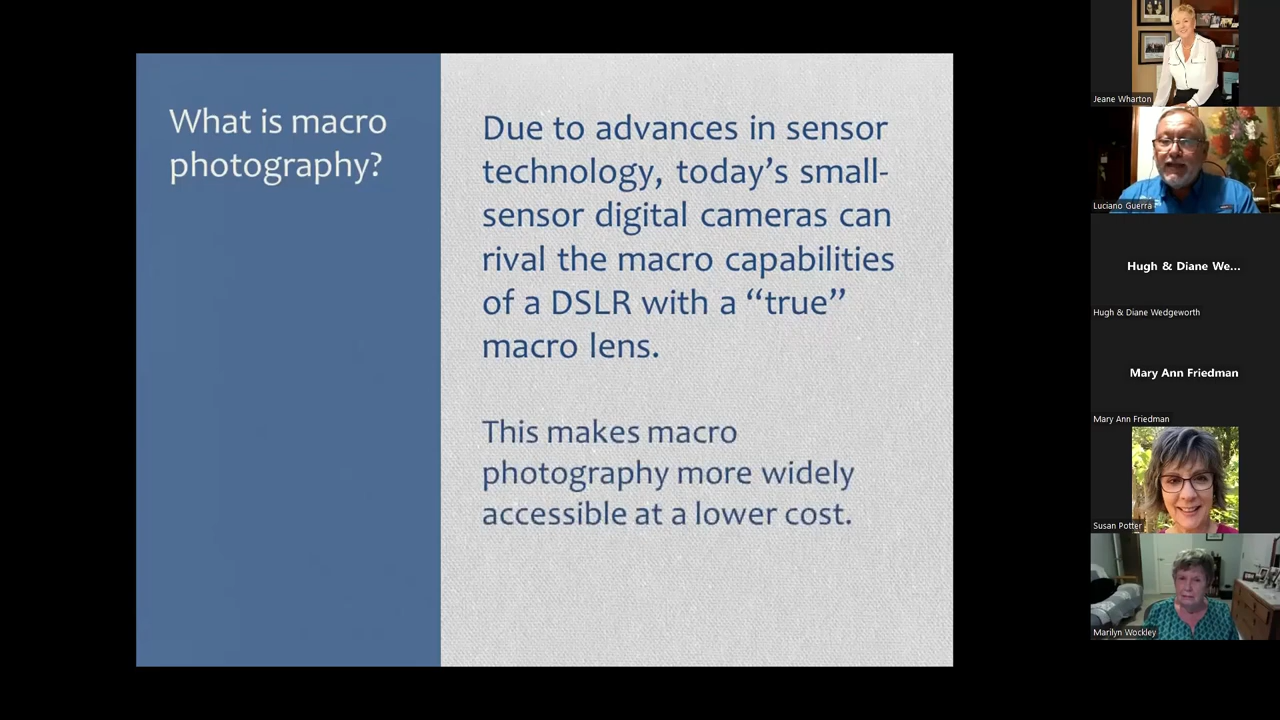 What is macro
photography?
Due to advances in sensor
technology, today’s small-
sensor digital cameras can
rival the macro capabilities
of a DSLR with a “true”
macro lens.
This makes macro
photography more widely
accessible at a lower cost.
Jeane Wharton
Luciano Guerra
Hugh & Diane We...
Hugh & Diane Wedgeworth
Mary Ann Friedman
Mary Ann Friedman
Susan Potter
Marilyn Wockley